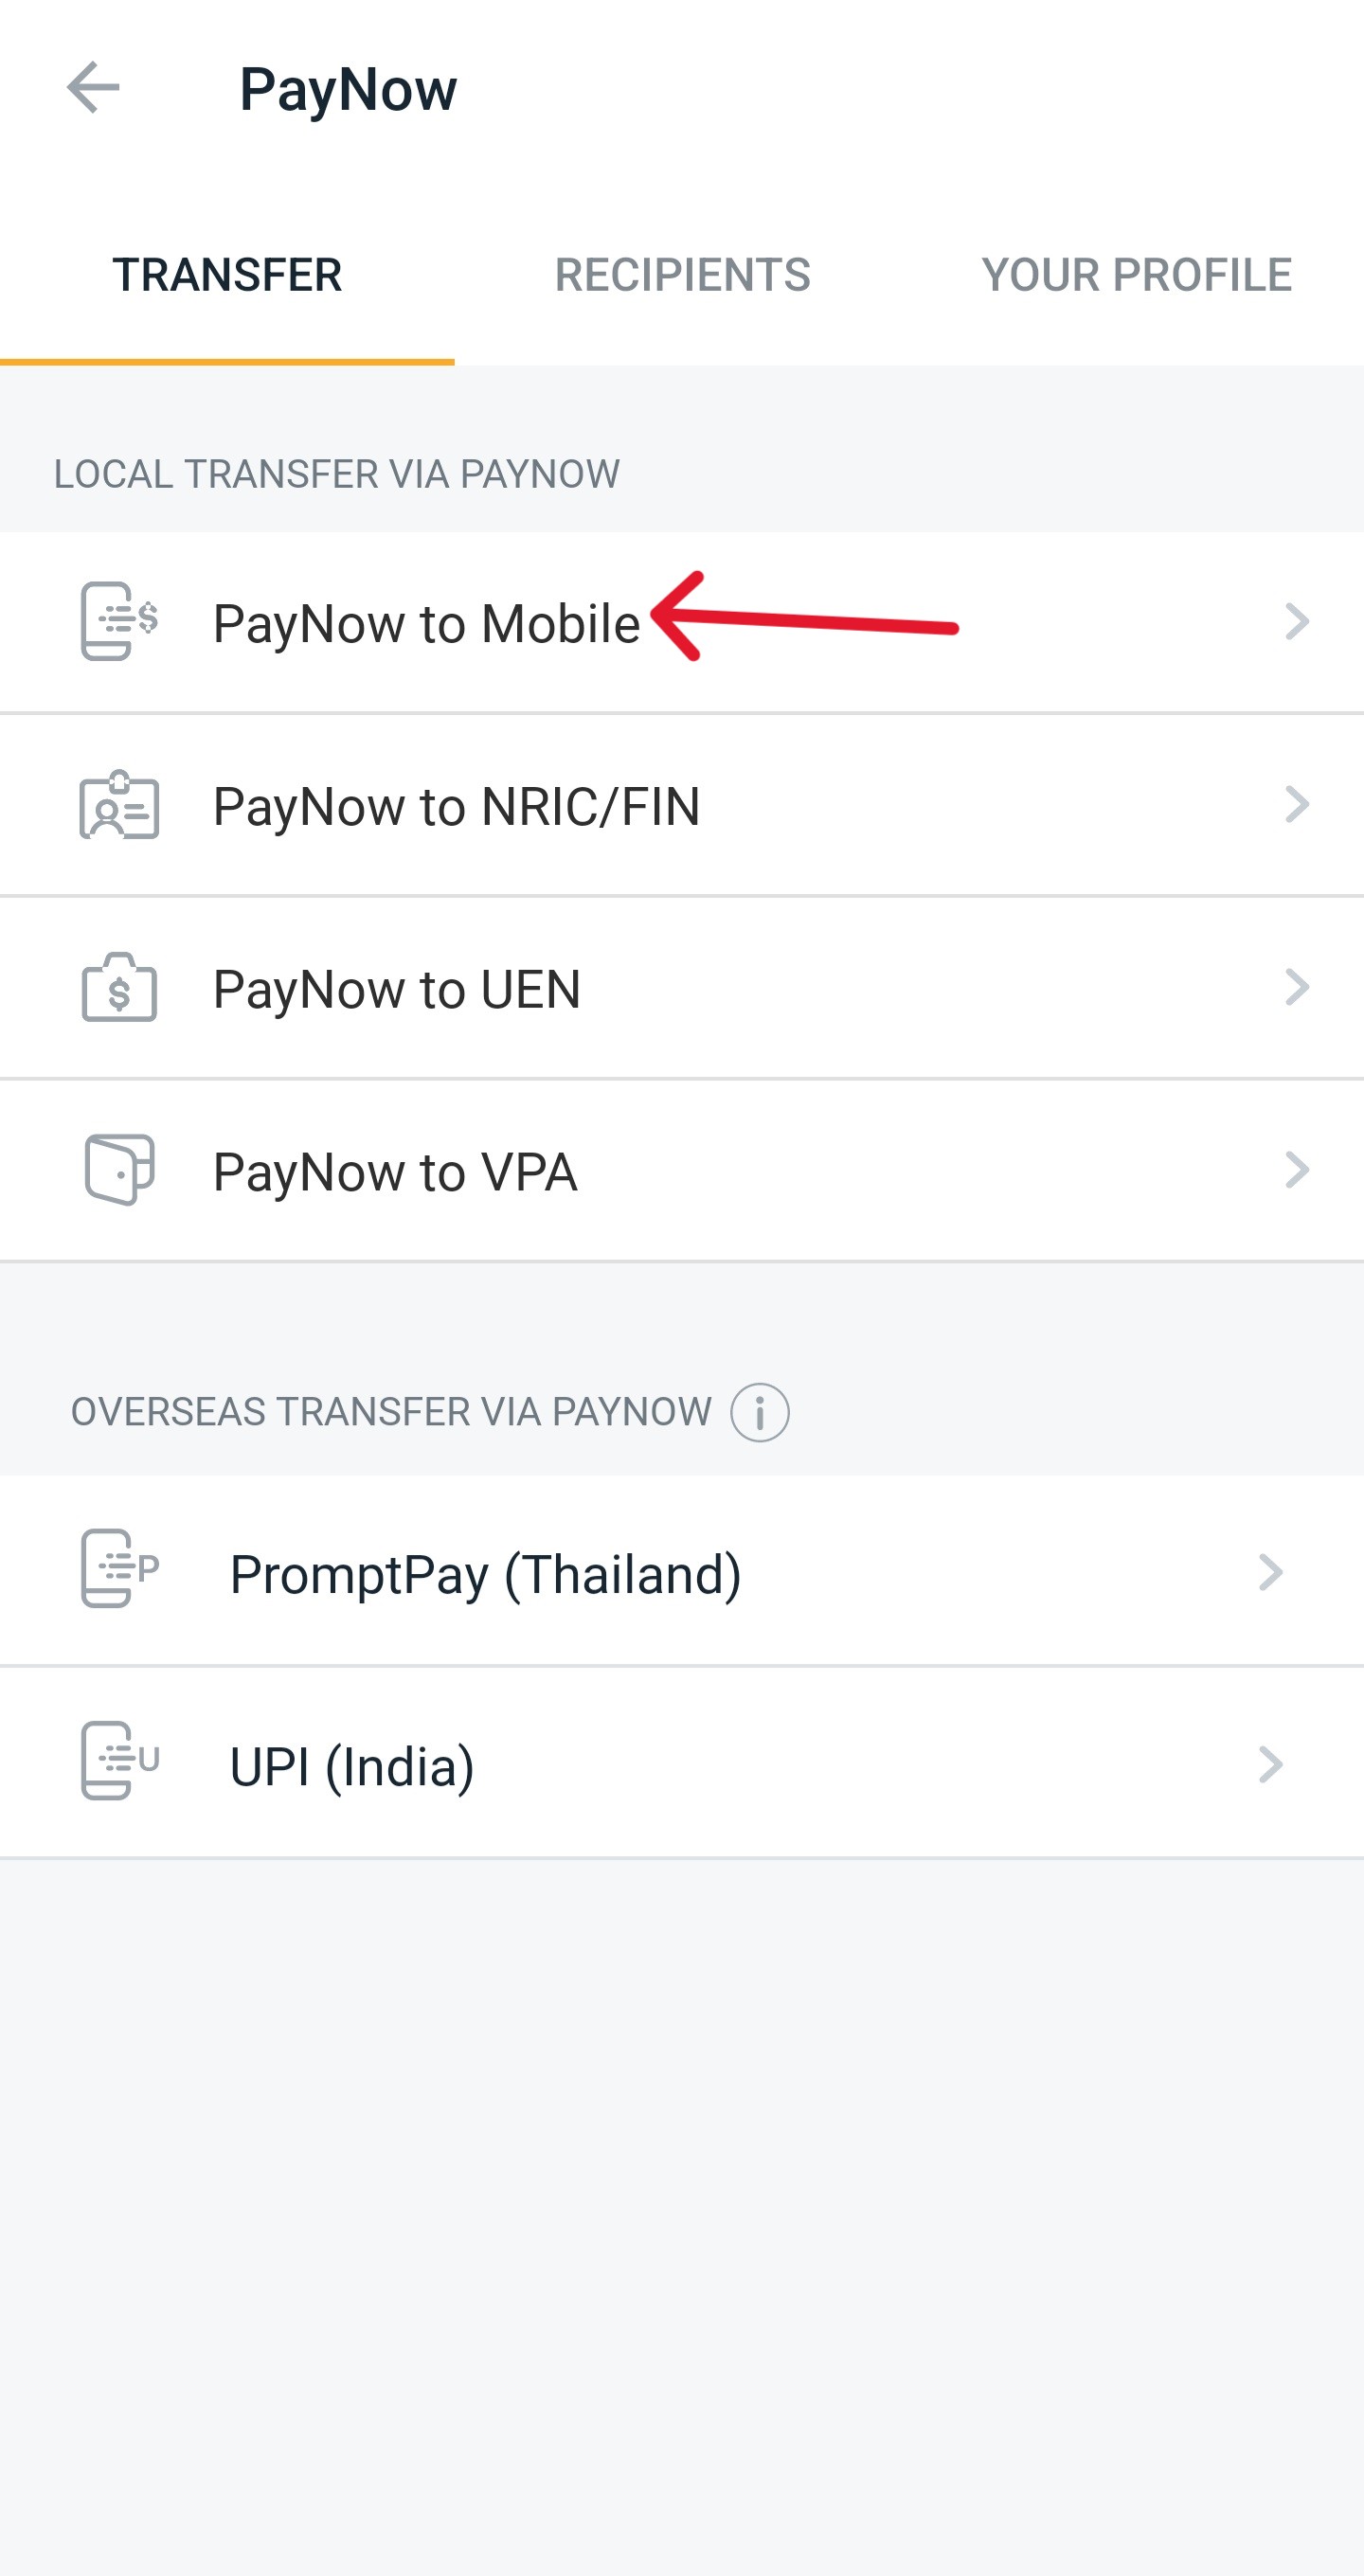 PayNow
TRANSFER RECIPIENTS YOUR PROFILE
LOCAL TRANSFER VIA PAYNOW
PayNow to Mobile
PayNow to NRIC/FIN
PayNow to UEN
PayNow to VPA
OVERSEAS TRANSFER VIA PAYNOW
PromptPay (Thailand)
UPI (India)